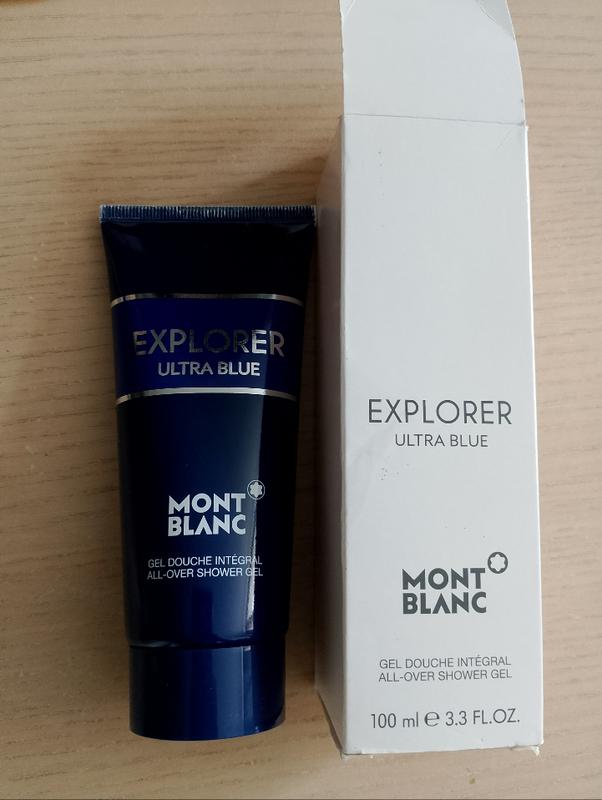 EXPLORER
ULTRA BLUE
MONT
BLANC
GEL DOUCHE INTÉGRAL
ALL-OVER SHOWER GEL
EXPLORER
ULTRA BLUE
MONT
BLANC
GEL DOUCHE INTÉGRAL
ALL-OVER SHOWER GEL
100 ml ℮ 3.3 FL.OZ.